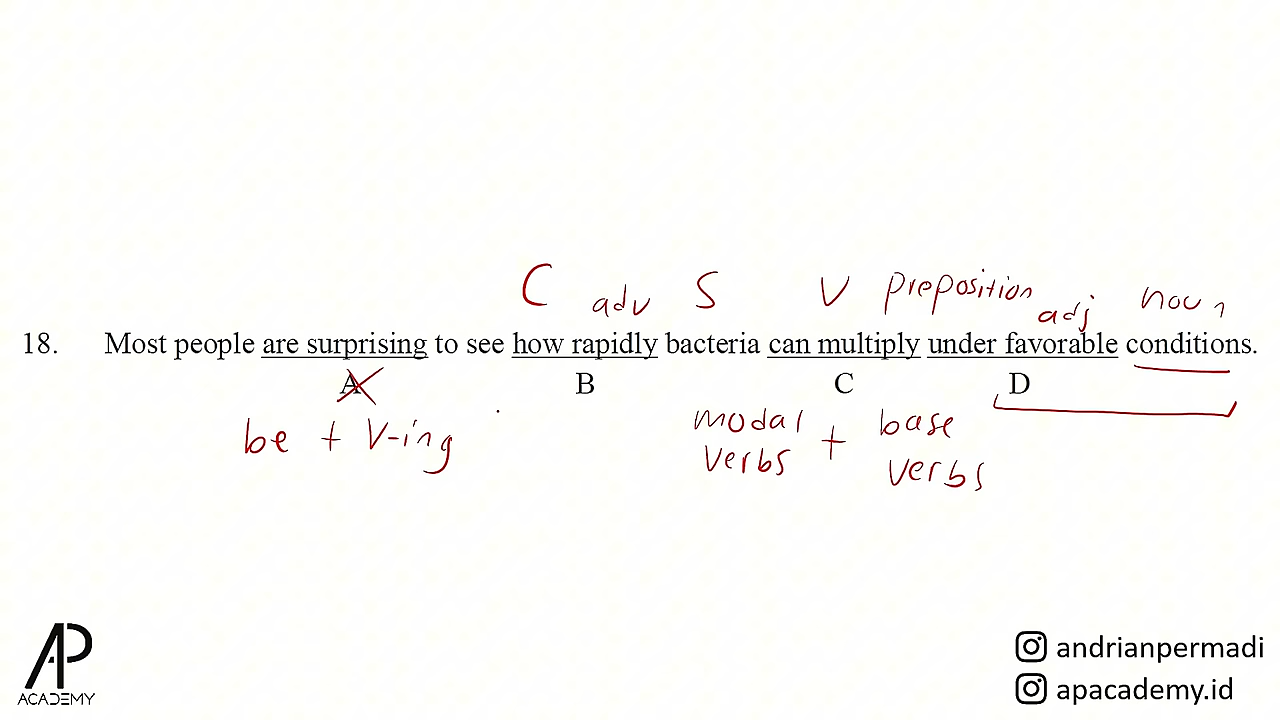 C adv S V preposition adj noun
18. Most people are surprising to see how rapidly bacteria can multiply under favorable conditions.
A B C D
be + V-ing
modal verbs + base verbs
AP
ACADEMY
andrianpermadi
apacademy.id